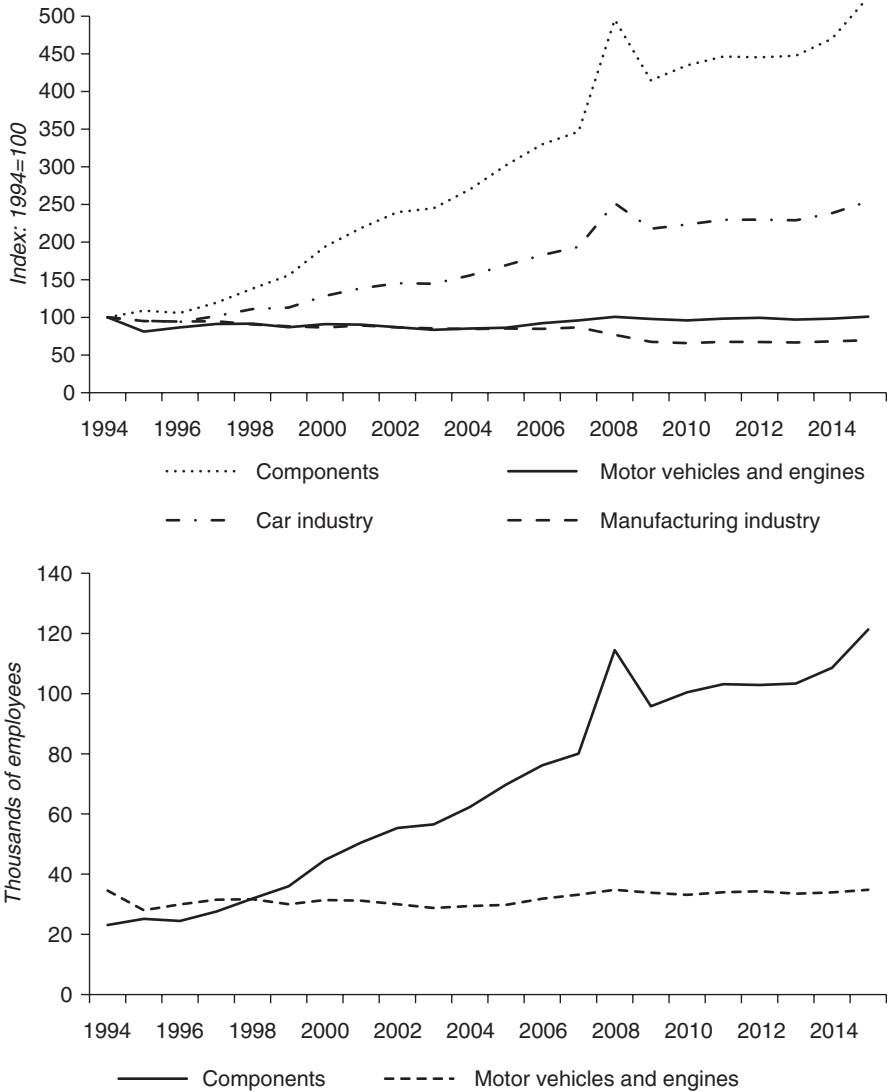 500
450
400
350
300
250
200
150
100
50
0
Index: 1994=100
1994 1996 1998 2000 2002 2004 2006 2008 2010 2012 2014
Components Motor vehicles and engines
Car industry Manufacturing industry
140
120
100
80
60
40
20
0
Thousands of employees
1994 1996 1998 2000 2002 2004 2006 2008 2010 2012 2014
Components Motor vehicles and engines